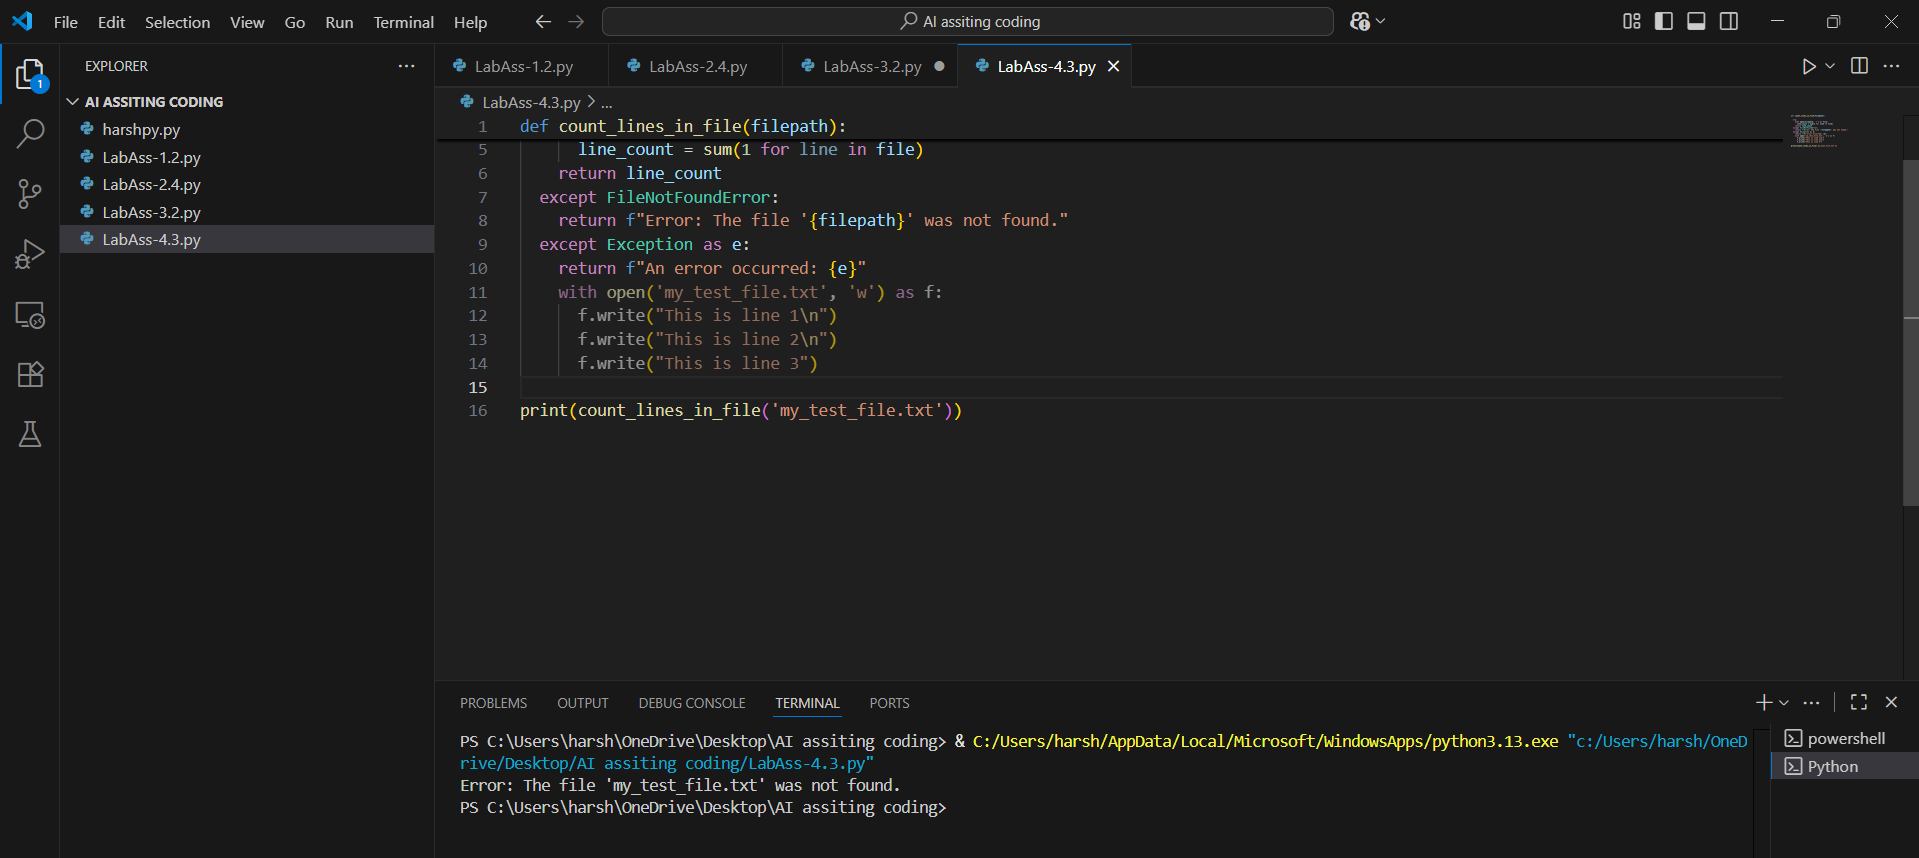 File Edit Selection View Go Run Terminal Help
AI assiting coding
EXPLORER
1
AI ASSITING CODING
harshpy.py
LabAss-1.2.py
LabAss-2.4.py
LabAss-3.2.py
LabAss-4.3.py
LabAss-1.2.py LabAss-2.4.py LabAss-3.2.py LabAss-4.3.py
LabAss-4.3.py > ...
1 def count_lines_in_file(filepath):
5 line_count = sum(1 for line in file)
6 return line_count
7 except FileNotFoundError:
8 return f"Error: The file '{filepath}' was not found."
9 except Exception as e:
10 return f"An error occurred: {e}"
11 with open('my_test_file.txt', 'w') as f:
12 f.write("This is line 1\n")
13 f.write("This is line 2\n")
14 f.write("This is line 3")
15
16 print(count_lines_in_file('my_test_file.txt'))
PROBLEMS OUTPUT DEBUG CONSOLE TERMINAL PORTS
PS C:\Users\harsh\OneDrive\Desktop\AI assiting coding> & C:/Users/harsh/AppData/Local/Microsoft/WindowsApps/python3.13.exe "c:/Users/harsh/OneD
rive/Desktop/AI assiting coding/LabAss-4.3.py"
Error: The file 'my_test_file.txt' was not found.
PS C:\Users\harsh\OneDrive\Desktop\AI assiting coding>
powershell
Python